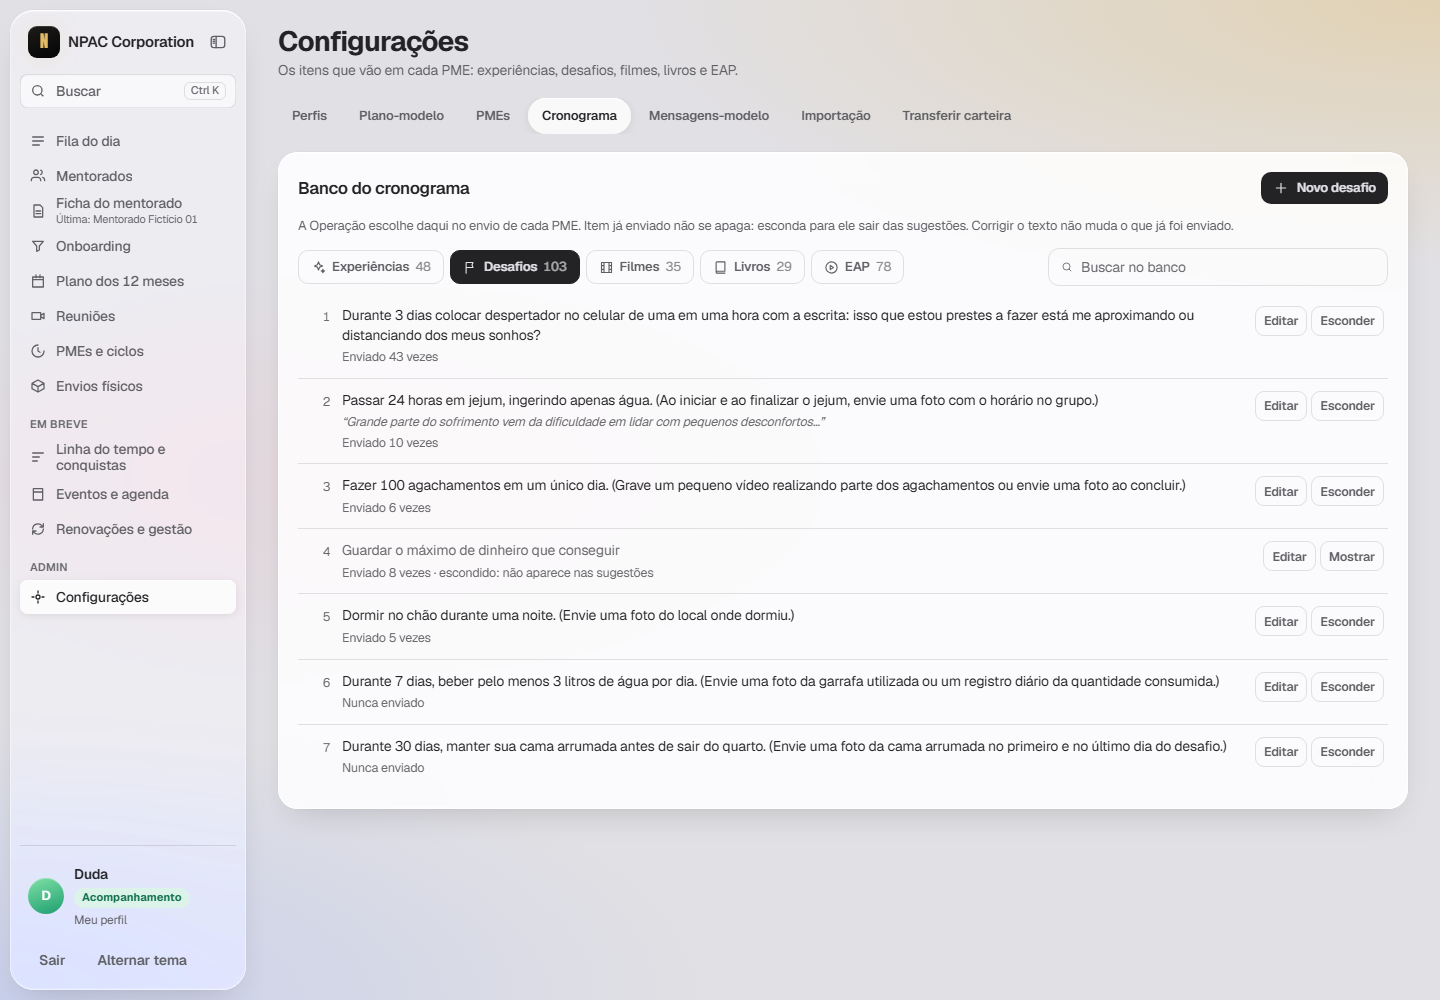 N NPAC Corporation
Buscar Ctrl K
Fila do dia
Mentorados
Ficha do mentorado
Última: Mentorado Fictício 01
Onboarding
Plano dos 12 meses
Reuniões
PMEs e ciclos
Envios físicos
EM BREVE
Linha do tempo e
conquistas
Eventos e agenda
Renovações e gestão
ADMIN
Configurações
D
Duda
Acompanhamento
Meu perfil
Sair Alternar tema
Configurações
Os itens que vão em cada PME: experiências, desafios, filmes, livros e EAP.
Perfis Plano-modelo PMEs Cronograma Mensagens-modelo Importação Transferir carteira
Banco do cronograma
Novo desafio
A Operação escolhe daqui no envio de cada PME. Item já enviado não se apaga: esconda para ele sair das sugestões. Corrigir o texto não muda o que já foi enviado.
Experiências 48 Desafios 103 Filmes 35 Livros 29 EAP 78 Buscar no banco
1 Durante 3 dias colocar despertador no celular de uma em uma hora com a escrita: isso que estou prestes a fazer está me aproximando ou
distanciando dos meus sonhos?
Enviado 43 vezes
Editar Esconder
2 Passar 24 horas em jejum, ingerindo apenas água. (Ao iniciar e ao finalizar o jejum, envie uma foto com o horário no grupo.)
“Grande parte do sofrimento vem da dificuldade em lidar com pequenos desconfortos…”
Enviado 10 vezes
Editar Esconder
3 Fazer 100 agachamentos em um único dia. (Grave um pequeno vídeo realizando parte dos agachamentos ou envie uma foto ao concluir.)
Enviado 6 vezes
Editar Esconder
4 Guardar o máximo de dinheiro que conseguir
Enviado 8 vezes · escondido: não aparece nas sugestões
Editar Mostrar
5 Dormir no chão durante uma noite. (Envie uma foto do local onde dormiu.)
Enviado 5 vezes
Editar Esconder
6 Durante 7 dias, beber pelo menos 3 litros de água por dia. (Envie uma foto da garrafa utilizada ou um registro diário da quantidade consumida.)
Nunca enviado
Editar Esconder
7 Durante 30 dias, manter sua cama arrumada antes de sair do quarto. (Envie uma foto da cama arrumada no primeiro e no último dia do desafio.)
Nunca enviado
Editar Esconder